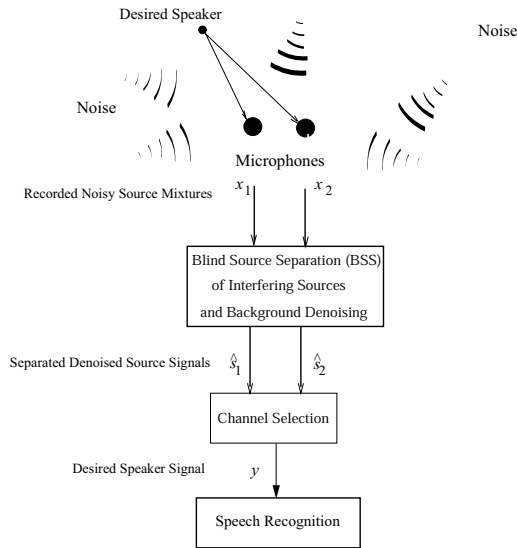 Desired Speaker
Noise
Noise
Microphones
Recorded Noisy Source Mixtures
x1
x2
Blind Source Separation (BSS)
of Interfering Sources
and Background Denoising
Separated Denoised Source Signals
ŝ1
ŝ2
Channel Selection
Desired Speaker Signal
y
Speech Recognition